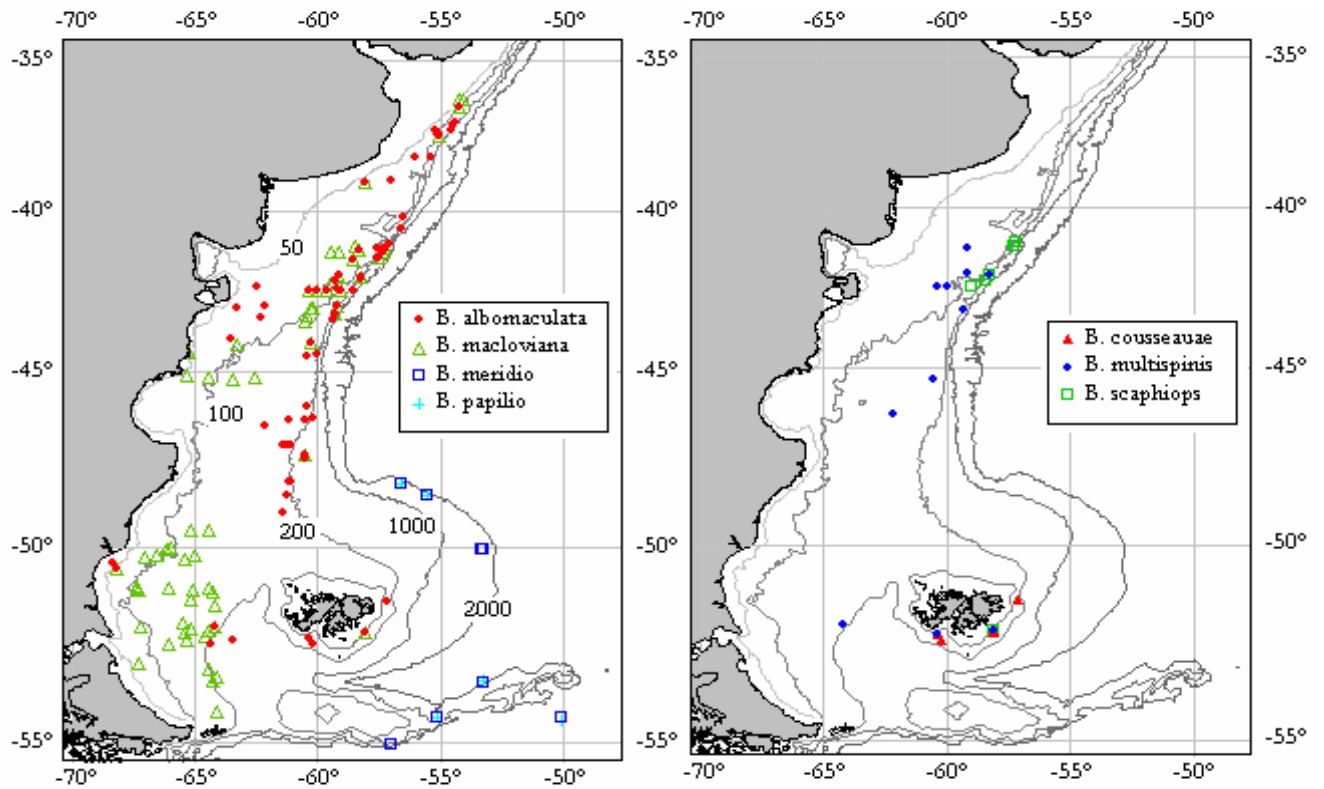 -70° -65° -60° -55° -50°
-35°
-40°
-45°
-50°
-55°
50
100
200
1000
2000
B. albomaculata
B. macloviana
B. meridio
B. papilio
-70° -65° -60° -55° -50°
-70° -65° -60° -55° -50°
-35°
-40°
-45°
-50°
-55°
B. cousseauae
B. multispinis
B. scaphiops
-70° -65° -60° -55° -50°